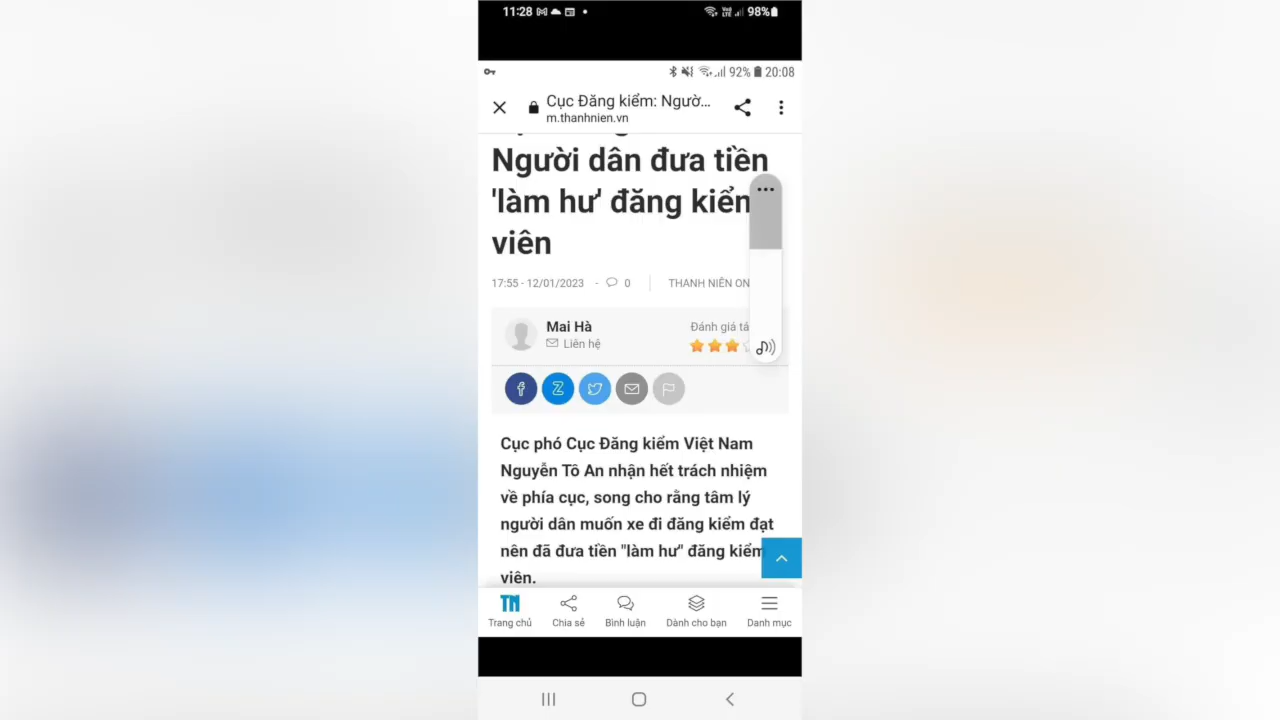 11:28
98%
92% 20:08
Cục Đăng kiểm: Ngườ...
m.thanhnien.vn
Người dân đưa tiền
'làm hư' đăng kiểm
viên
17:55 - 12/01/2023 - 0 THANH NIÊN ON
Mai Hà
Đánh giá tá
Liên hệ
Cục phó Cục Đăng kiểm Việt Nam
Nguyễn Tô An nhận hết trách nhiệm
về phía cục, song cho rằng tâm lý
người dân muốn xe đi đăng kiểm đạt
nên đã đưa tiền "làm hư" đăng kiểm
viên.
TN
Trang chủ Chia sẻ Bình luận Dành cho bạn Danh mục